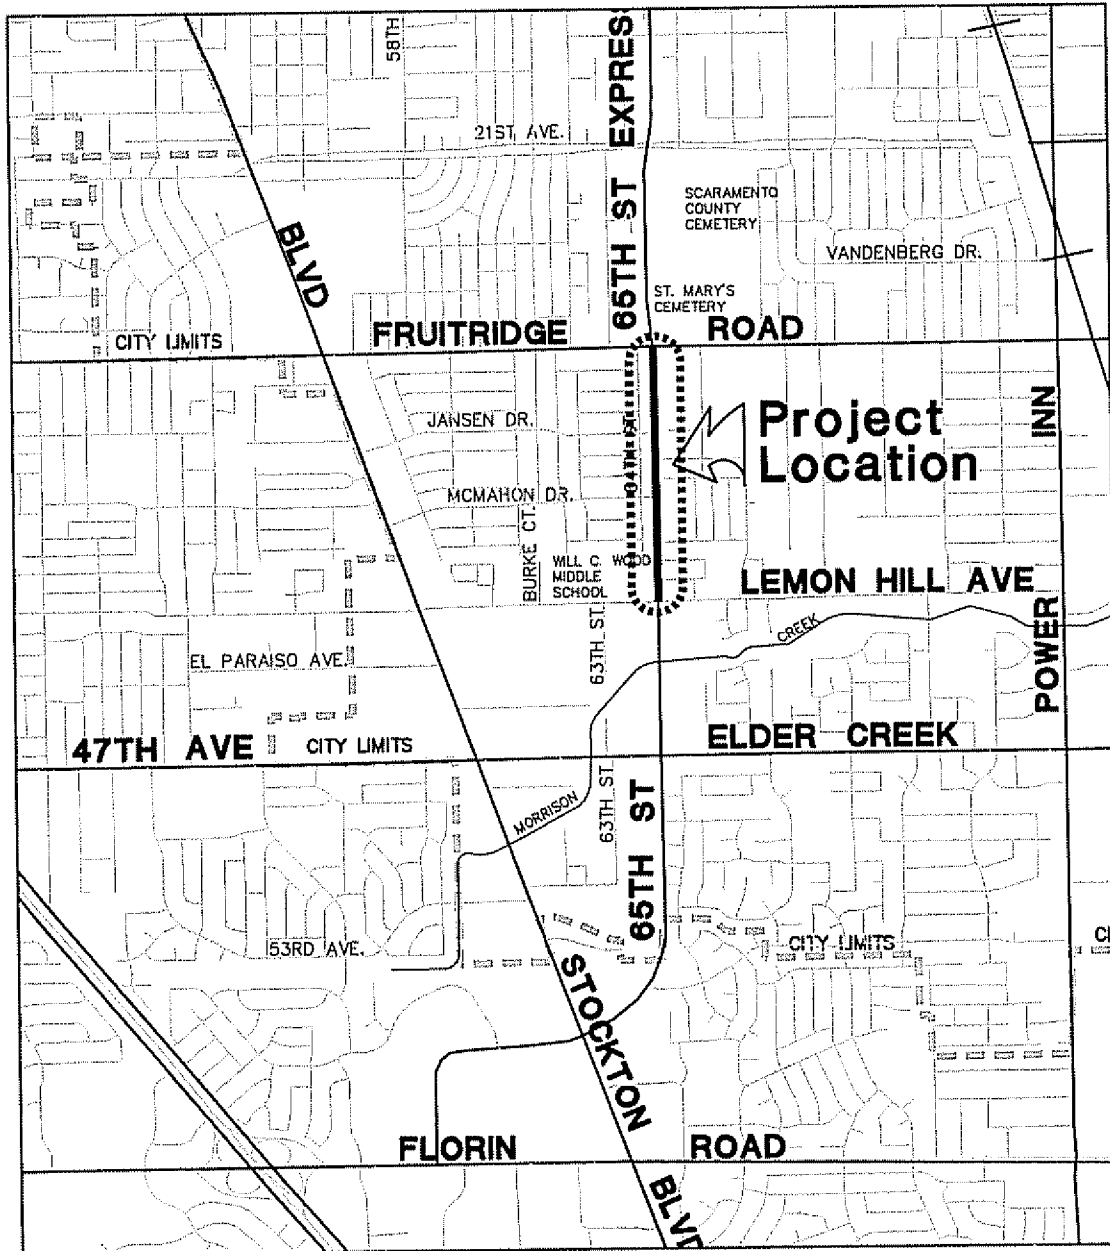 58TH
65TH ST EXPRES
21ST AVE.
SCARAMENTO
COUNTY
CEMETERY
VANDENBERG DR.
BLVD
ST. MARY'S
CEMETERY
FRUITRIDGE ROAD
CITY LIMITS
JANSEN DR.
64TH ST
Project
Location
INN
MCMAHON DR.
BURKE CT.
WILL C. WOOD
MIDDLE
SCHOOL
LEMON HILL AVE
CREEK
63TH ST.
EL PARAISO AVE.
POWER
47TH AVE
CITY LIMITS
ELDER CREEK
MORRISON
63TH ST.
65TH ST
53RD AVE.
CITY LIMITS
CI
STOCKTON
FLORIN ROAD
BLVD